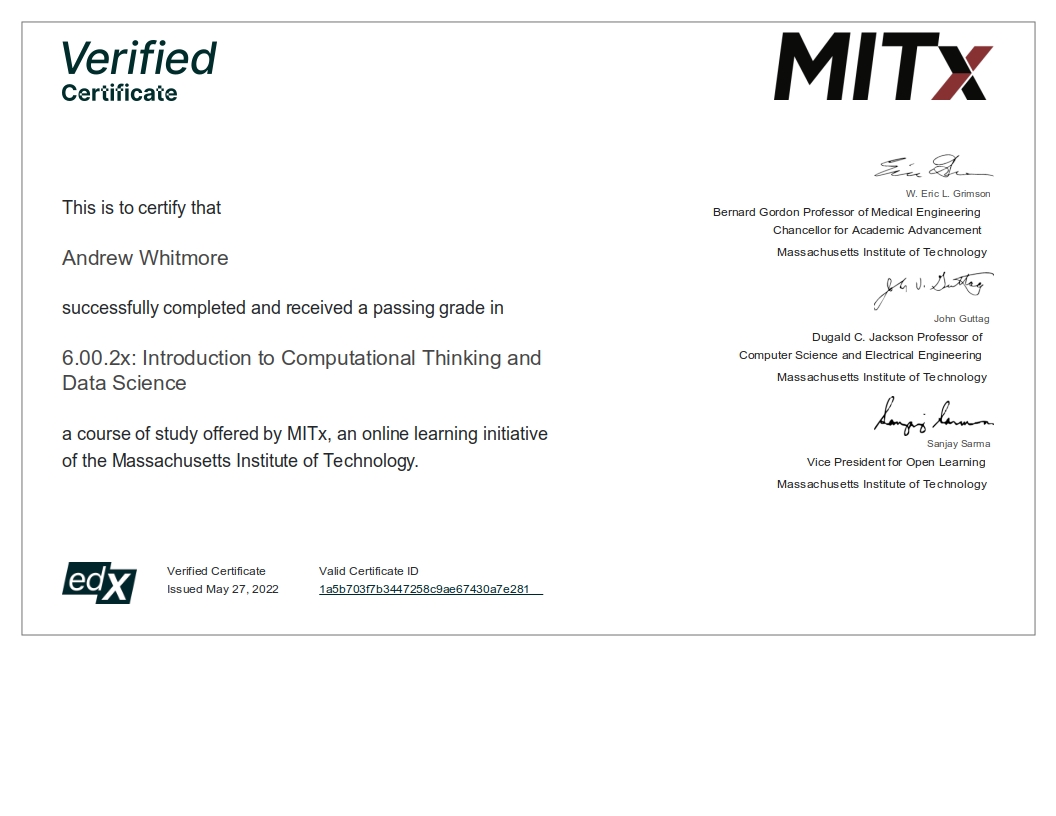 Verified
Certificate
MITx
This is to certify that
Andrew Whitmore
successfully completed and received a passing grade in
6.00.2x: Introduction to Computational Thinking and
Data Science
a course of study offered by MITx, an online learning initiative
of the Massachusetts Institute of Technology.
W. Eric L. Grimson
Bernard Gordon Professor of Medical Engineering
Chancellor for Academic Advancement
Massachusetts Institute of Technology
John V. Guttag
John Guttag
Dugald C. Jackson Professor of
Computer Science and Electrical Engineering
Massachusetts Institute of Technology
Sanjay Sarma
Sanjay Sarma
Vice President for Open Learning
Massachusetts Institute of Technology
edX
Verified Certificate
Issued May 27, 2022
Valid Certificate ID
1a5b703f7b3447258c9ae67430a7e281